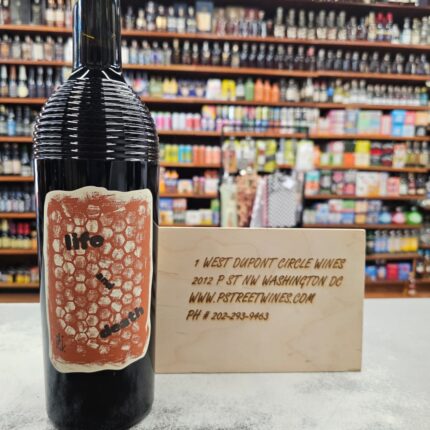 life
death
1 WEST DUPONT CIRCLE WINES
2012 P ST NW WASHINGTON DC
WWW.PSTREETWINES.COM
PH # 202-293-9463